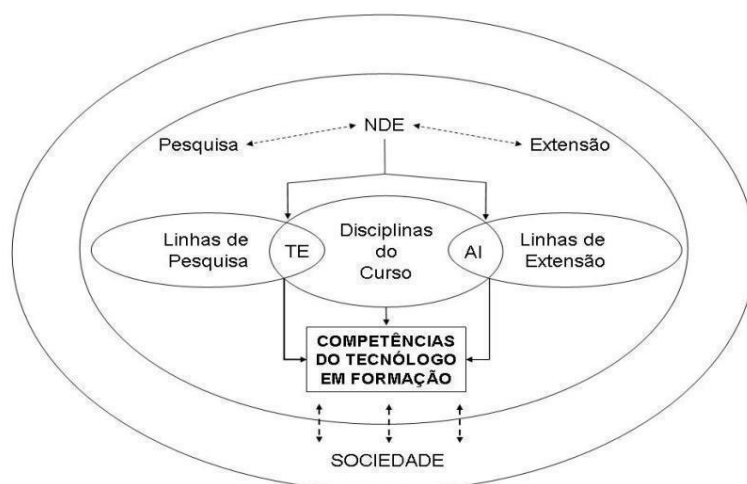 NDE
Pesquisa
Extensão
Linhas de
Pesquisa
TE
Disciplinas
do
Curso
AI
Linhas de
Extensão
COMPETÊNCIAS
DO TECNÓLOGO
EM FORMAÇÃO
SOCIEDADE